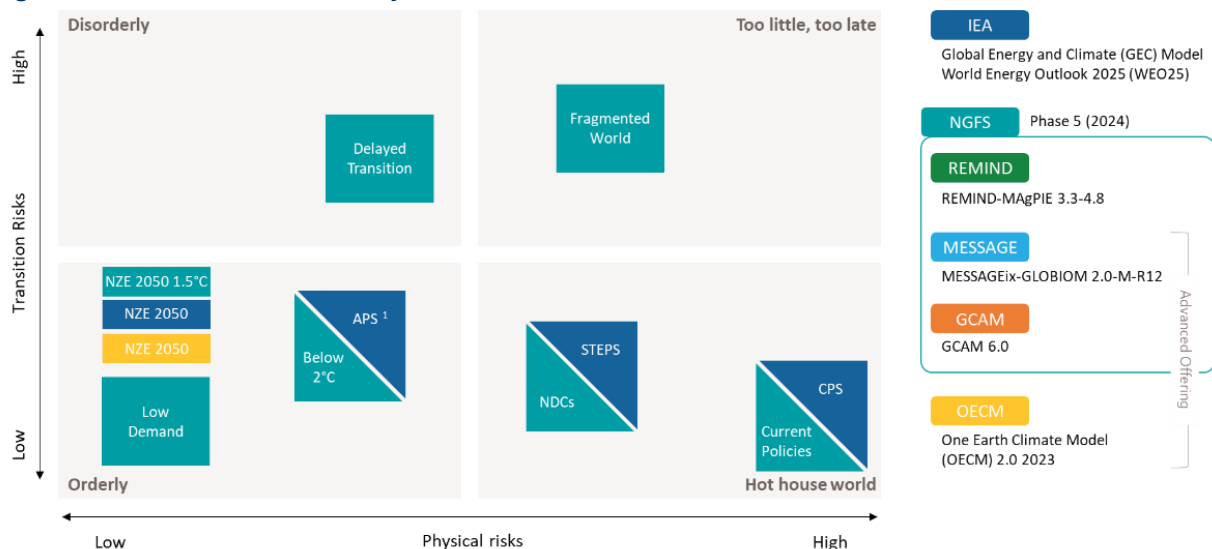 Disorderly
Too little, too late
High
Delayed
Transition
Fragmented
World
Transition Risks
NZE 2050 1.5°C
NZE 2050
NZE 2050
Low
Demand
APS 1
Below
2°C
STEPS
NDCs
CPS
Current
Policies
Low
Orderly
Hot house world
Low
Physical risks
High
IEA
Global Energy and Climate (GEC) Model
World Energy Outlook 2025 (WEO25)
NGFS
Phase 5 (2024)
REMIND
REMIND-MAgPIE 3.3-4.8
MESSAGE
MESSAGEix-GLOBIOM 2.0-M-R12
GCAM
GCAM 6.0
Advanced Offering
OECM
One Earth Climate Model
(OECM) 2.0 2023